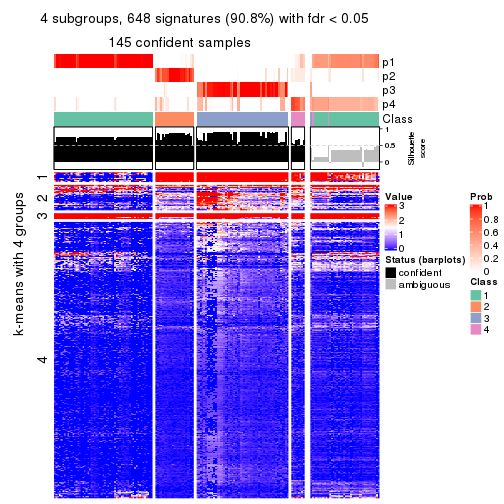 4 subgroups, 648 signatures (90.8%) with fdr < 0.05
145 confident samples
p1
p2
p3
p4
Class
1
0.5
0
Silhouette
score
k-means with 4 groups
1
2
3
4
Value
3
2
1
0
Status (barplots)
confident
ambiguous
Prob
1
0.8
0.6
0.4
0.2
0
Class
1
2
3
4